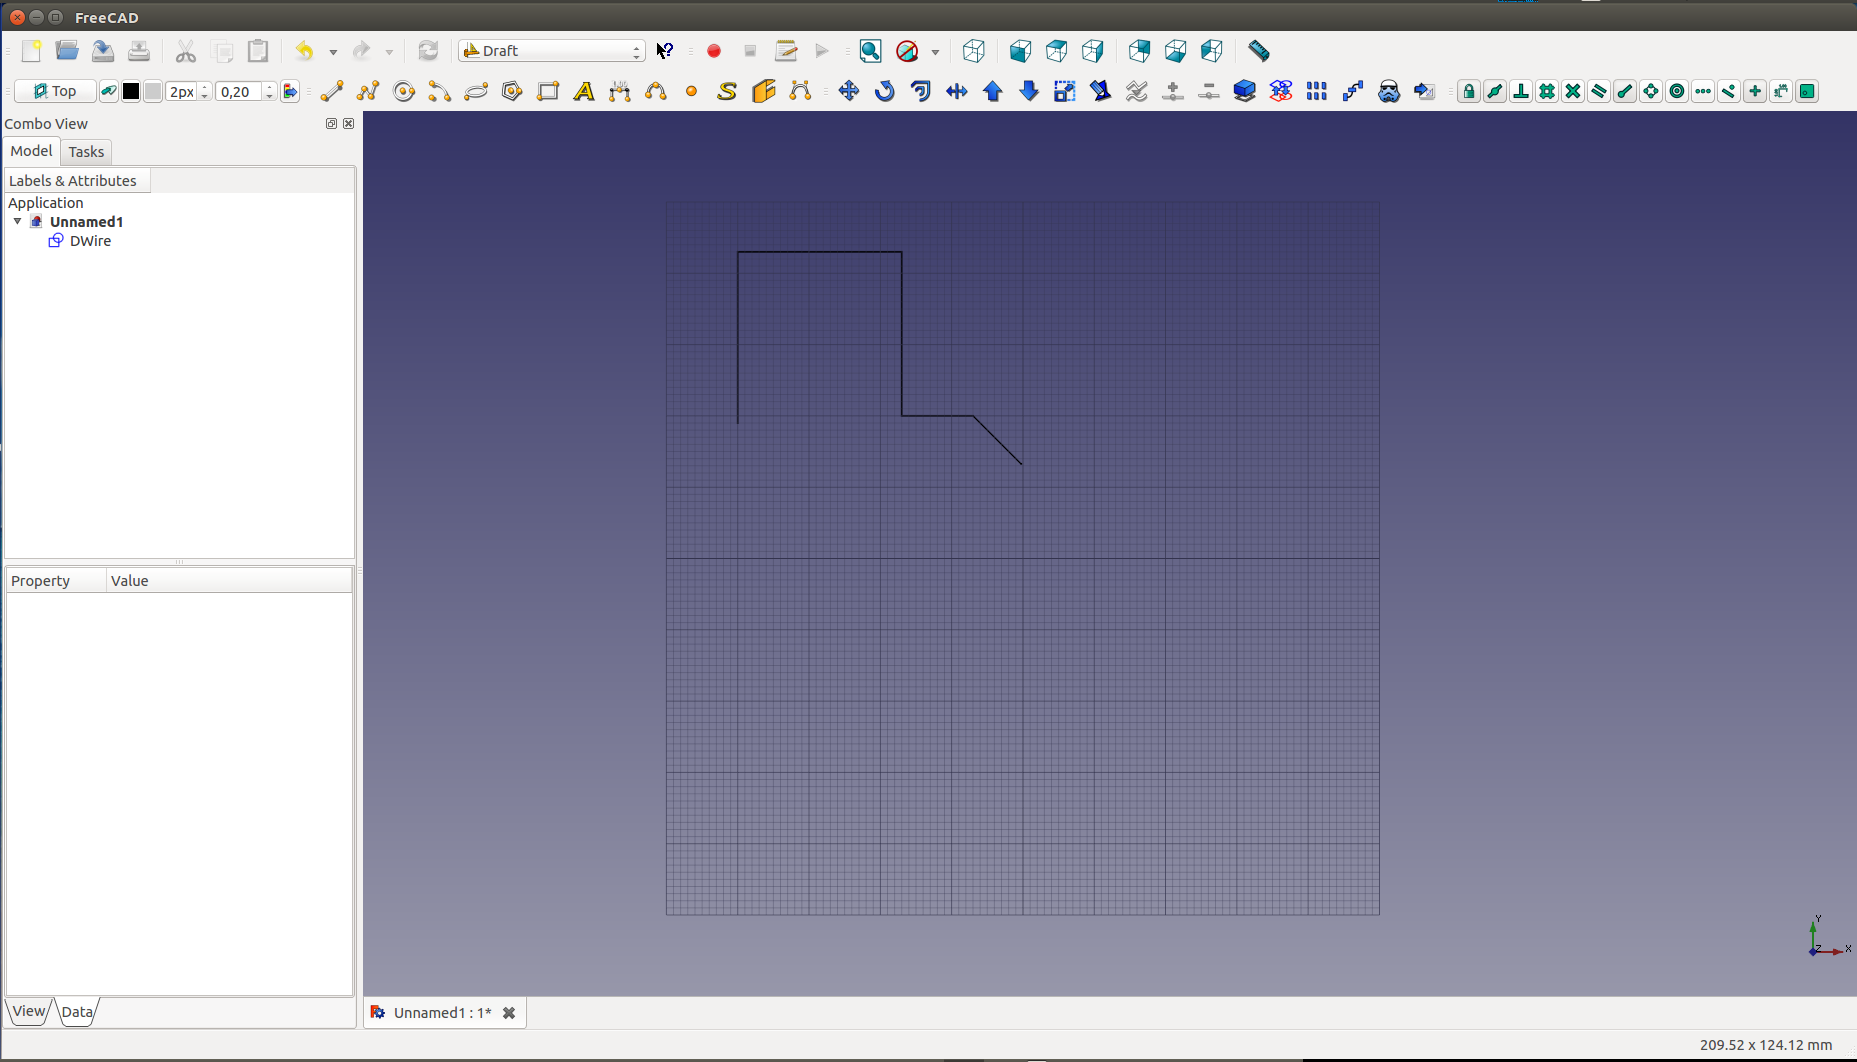 FreeCAD
Draft
Top
2px
0,20
Combo View
Model
Tasks
Labels & Attributes
Application
Unnamed1
DWire
Property
Value
View
Data
Y
Z
X
Unnamed1 : 1*
209.52 x 124.12 mm